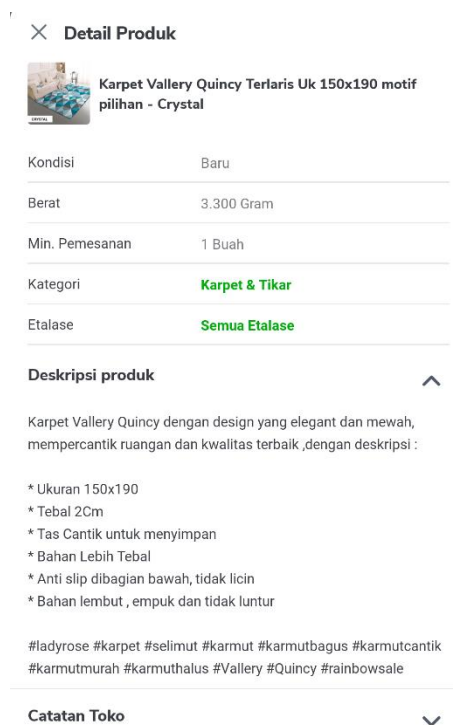 Detail Produk
Karpet Vallery Quincy Terlaris Uk 150x190 motif
pilihan - Crystal
CRYSTAL
Kondisi Baru
Berat 3.300 Gram
Min. Pemesanan 1 Buah
Kategori Karpet & Tikar
Etalase Semua Etalase
Deskripsi produk
Karpet Vallery Quincy dengan design yang elegant dan mewah,
mempercantik ruangan dan kwalitas terbaik ,dengan deskripsi :
* Ukuran 150x190
* Tebal 2Cm
* Tas Cantik untuk menyimpan
* Bahan Lebih Tebal
* Anti slip dibagian bawah, tidak licin
* Bahan lembut , empuk dan tidak luntur
#ladyrose #karpet #selimut #karmut #karmutbagus #karmutcantik
#karmutmurah #karmuthalus #Vallery #Quincy #rainbowsale
Catatan Toko